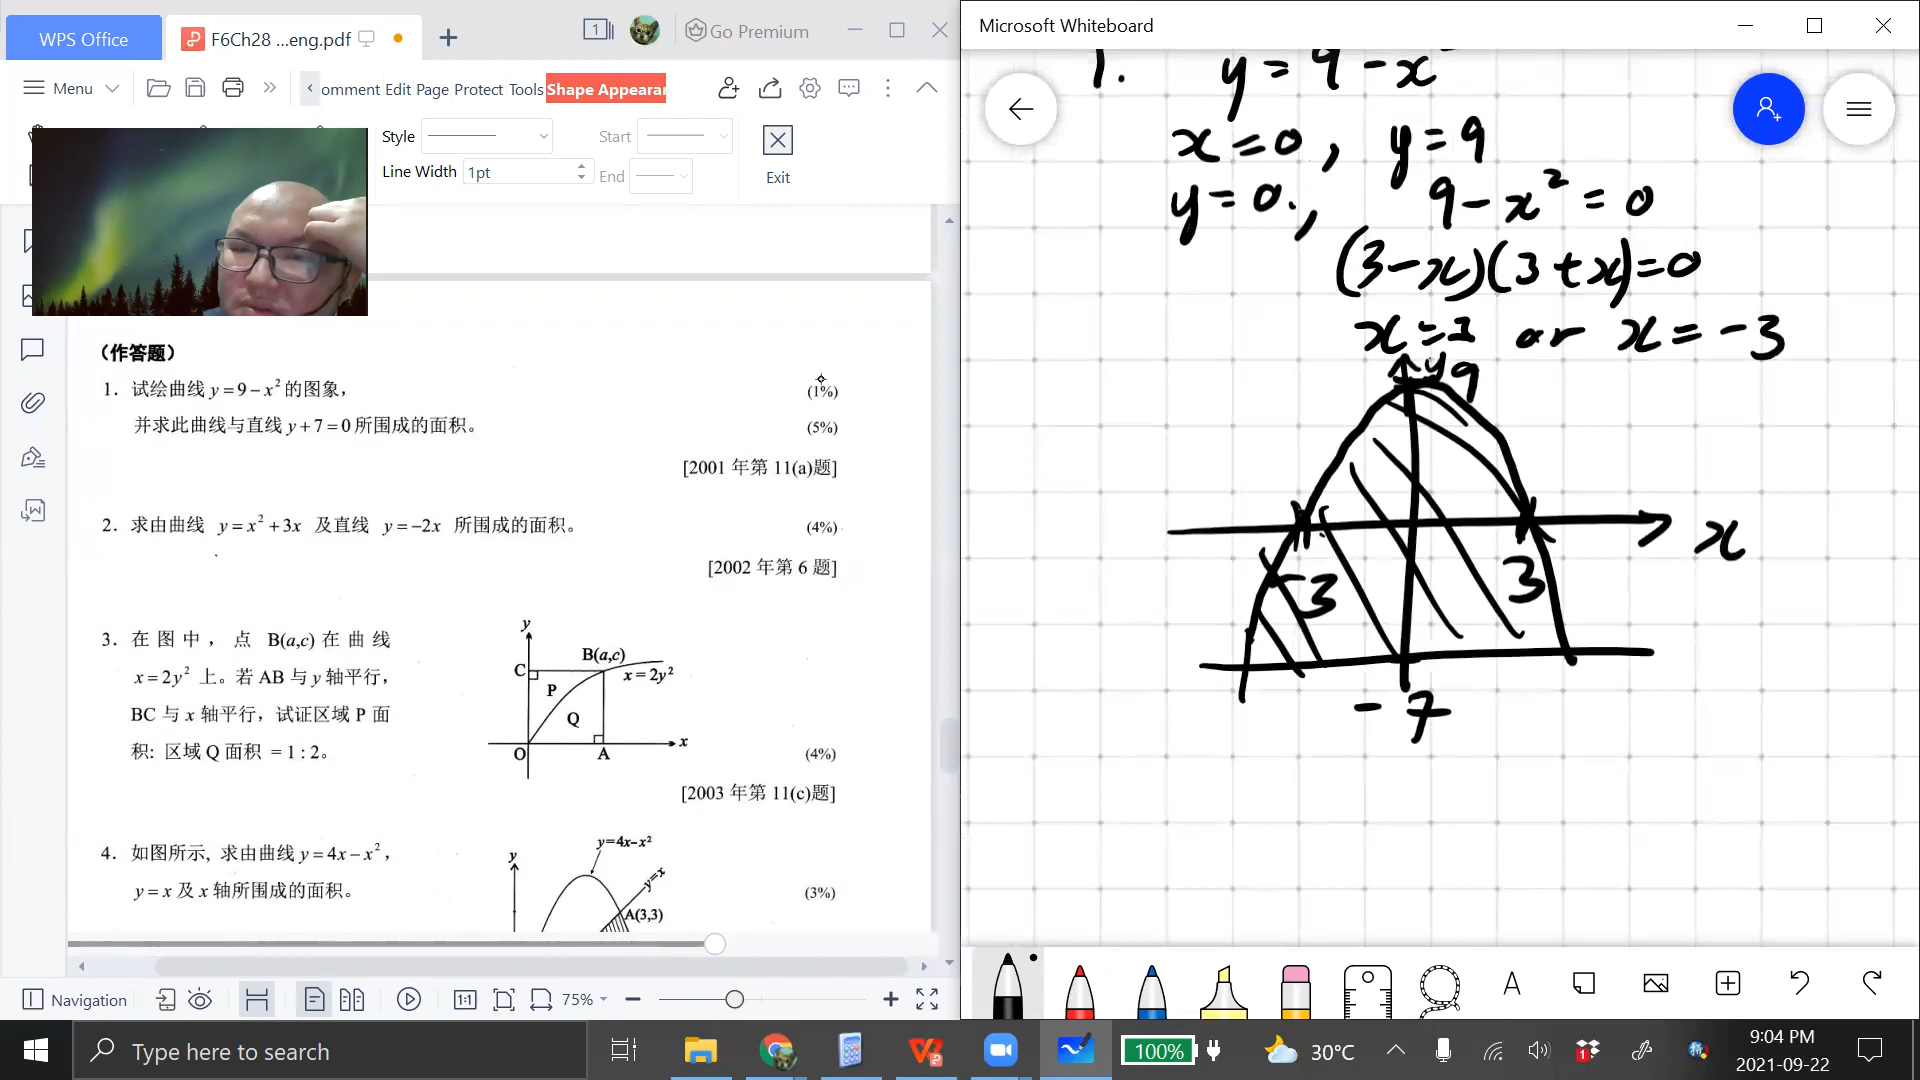 WPS Office
F6Ch28 ...eng.pdf
1
Go Premium
Menu
omment Edit Page Protect Tools Shape Appearan
Style
Start
Line Width 1pt
End
Exit
（作答题）
1. 试绘曲线 y = 9 – x² 的图象， (1%)
并求此曲线与直线 y + 7 = 0 所围成的面积。 (5%)
[2001 年第 11(a)题]
2. 求由曲线 y = x² + 3x 及直线 y = –2x 所围成的面积。 (4%)
[2002 年第 6 题]
3. 在图中，点 B(a,c) 在曲线
x = 2y² 上。若 AB 与 y 轴平行，
BC 与 x 轴平行，试证区域 P 面
积: 区域 Q 面积 = 1 : 2。 (4%)
y
C
B(a,c)
x = 2y²
P
Q
O
A
x
[2003 年第 11(c)题]
4. 如图所示, 求由曲线 y = 4x – x²，
y = x 及 x 轴所围成的面积。 (3%)
y
y=4x–x²
y=x
A(3,3)
Navigation
1:1
75%
Microsoft Whiteboard
1. y = 9 – x²
x = 0, y = 9
y = 0, 9 – x² = 0
(3 – x)(3 + x) = 0
x = 3 or x = –3
y
9
x
–3
3
–7
A
Type here to search
100%
30°C
1
9:04 PM
2021-09-22